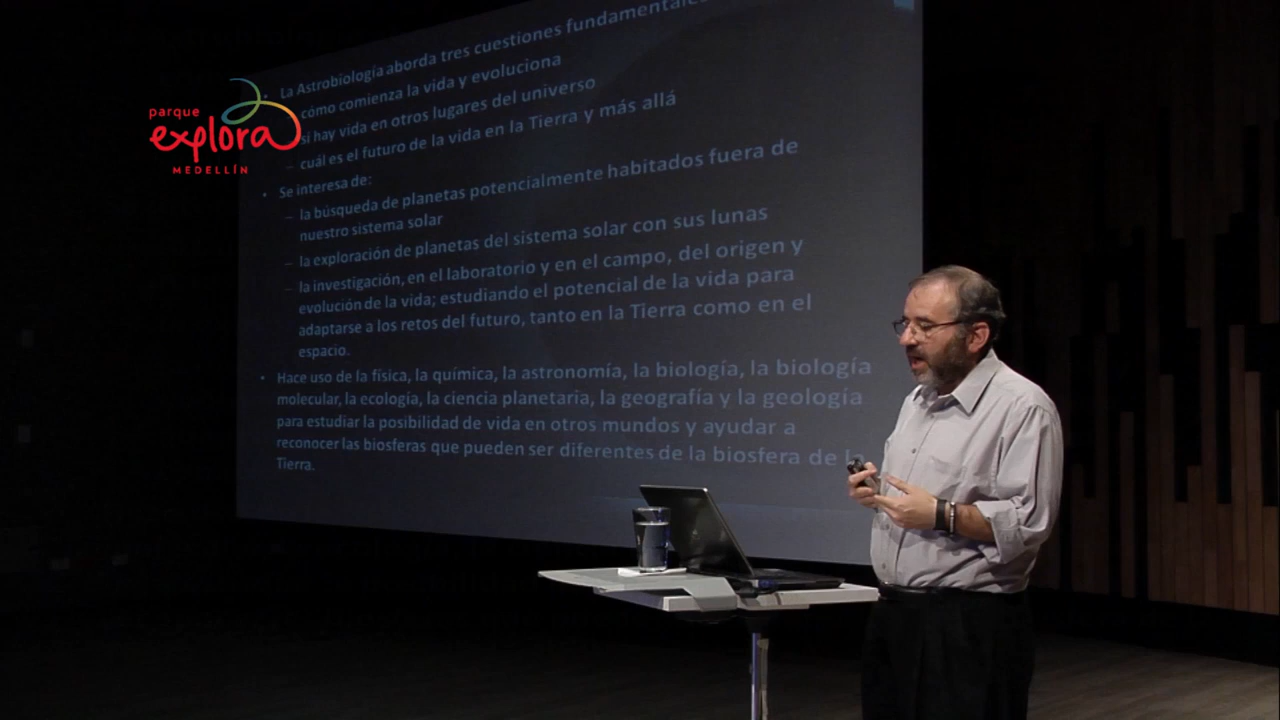 La Astrobiología aborda tres cuestiones fundamentales
cómo comienza la vida y evoluciona
si hay vida en otros lugares del universo
– cuál es el futuro de la vida en la Tierra y más allá
parque
explora
MEDELLÍN
• Se interesa de:
– la búsqueda de planetas potencialmente habitados fuera de
nuestro sistema solar
– la exploración de planetas del sistema solar con sus lunas
– la investigación, en el laboratorio y en el campo, del origen y
evolución de la vida; estudiando el potencial de la vida para
adaptarse a los retos del futuro, tanto en la Tierra como en el
espacio.
• Hace uso de la física, la química, la astronomía, la biología, la biología
molecular, la ecología, la ciencia planetaria, la geografía y la geología
para estudiar la posibilidad de vida en otros mundos y ayudar a
reconocer las biosferas que pueden ser diferentes de la biosfera de
Tierra.